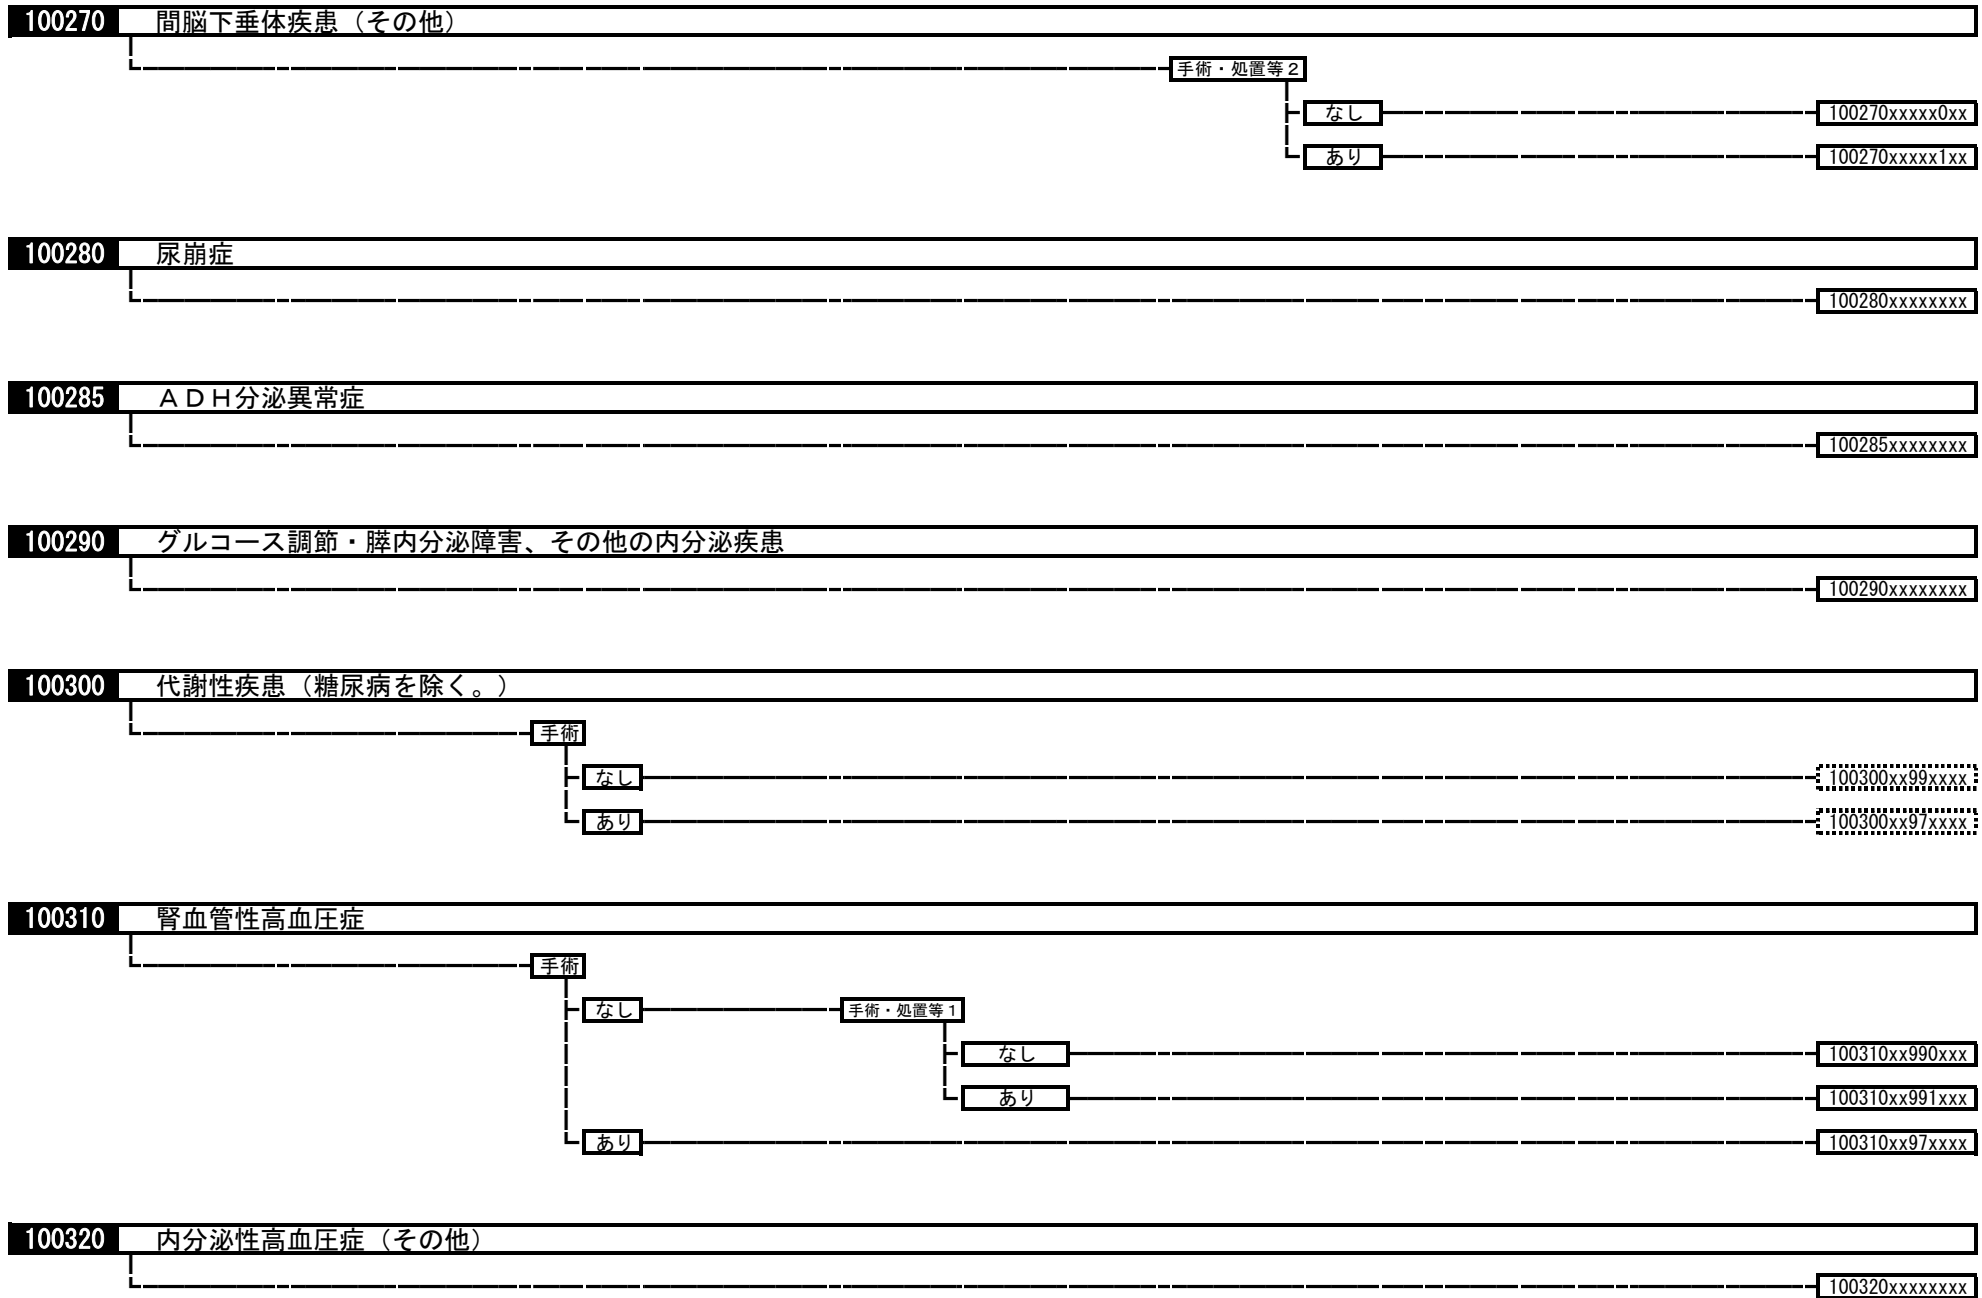 100270 間脳下垂体疾患（その他）
手術・処置等２
なし 100270xxxxx0xx
あり 100270xxxxx1xx
100280 尿崩症
100280xxxxxxxx
100285 ＡＤＨ分泌異常症
100285xxxxxxxx
100290 グルコース調節・膵内分泌障害、その他の内分泌疾患
100290xxxxxxxx
100300 代謝性疾患（糖尿病を除く。）
手術
なし 100300xx99xxxx
あり 100300xx97xxxx
100310 腎血管性高血圧症
手術
なし 手術・処置等１
なし 100310xx990xxx
あり 100310xx991xxx
あり 100310xx97xxxx
100320 内分泌性高血圧症（その他）
100320xxxxxxxx